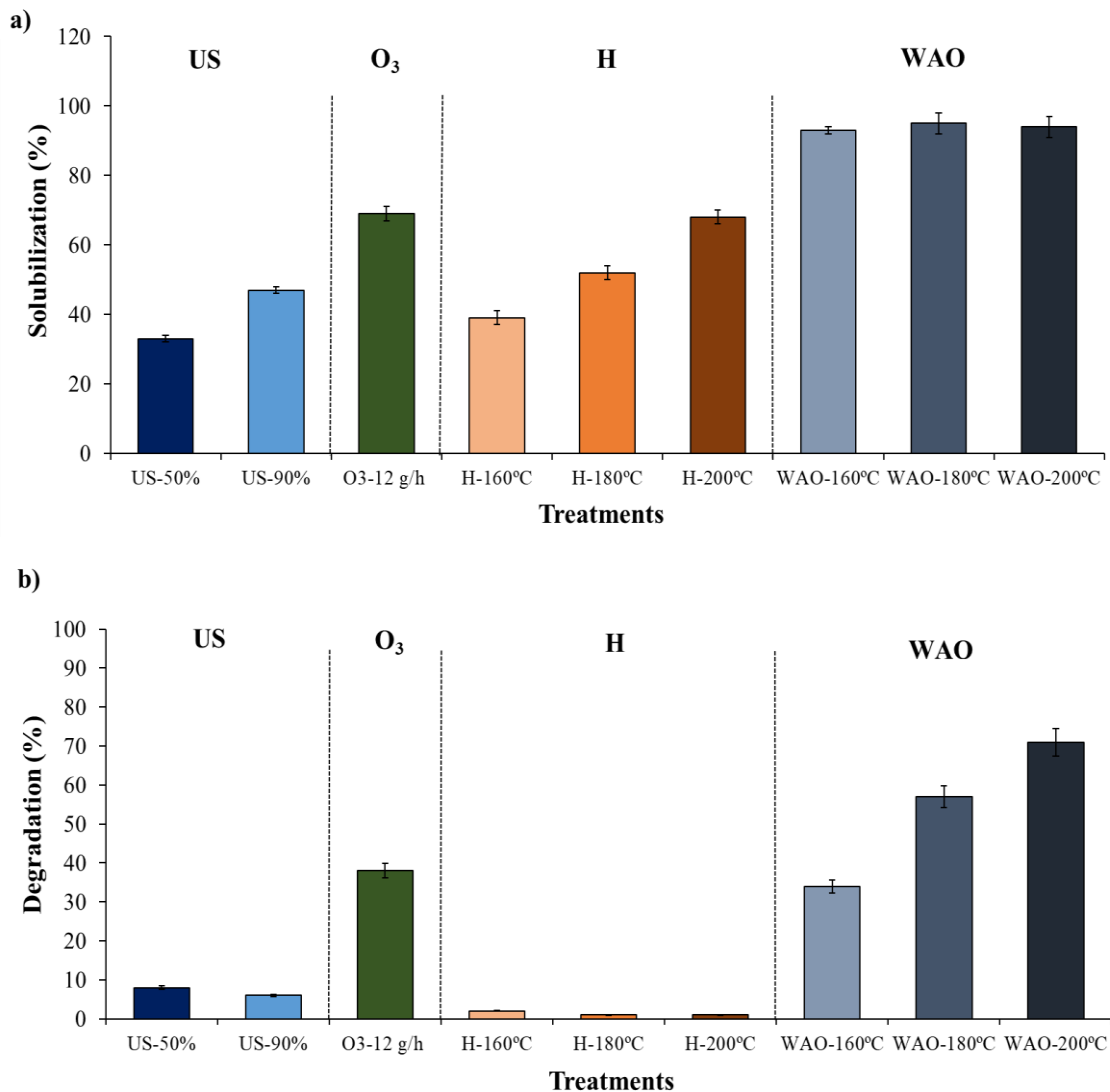 a)
US O₃ H WAO
Solubilization (%)
120
100
80
60
40
20
0
US-50% US-90% O3-12 g/h H-160ºC H-180ºC H-200ºC WAO-160ºC WAO-180ºC WAO-200ºC
Treatments
b)
US O₃ H WAO
Degradation (%)
100
90
80
70
60
50
40
30
20
10
0
US-50% US-90% O3-12 g/h H-160ºC H-180ºC H-200ºC WAO-160ºC WAO-180ºC WAO-200ºC
Treatments